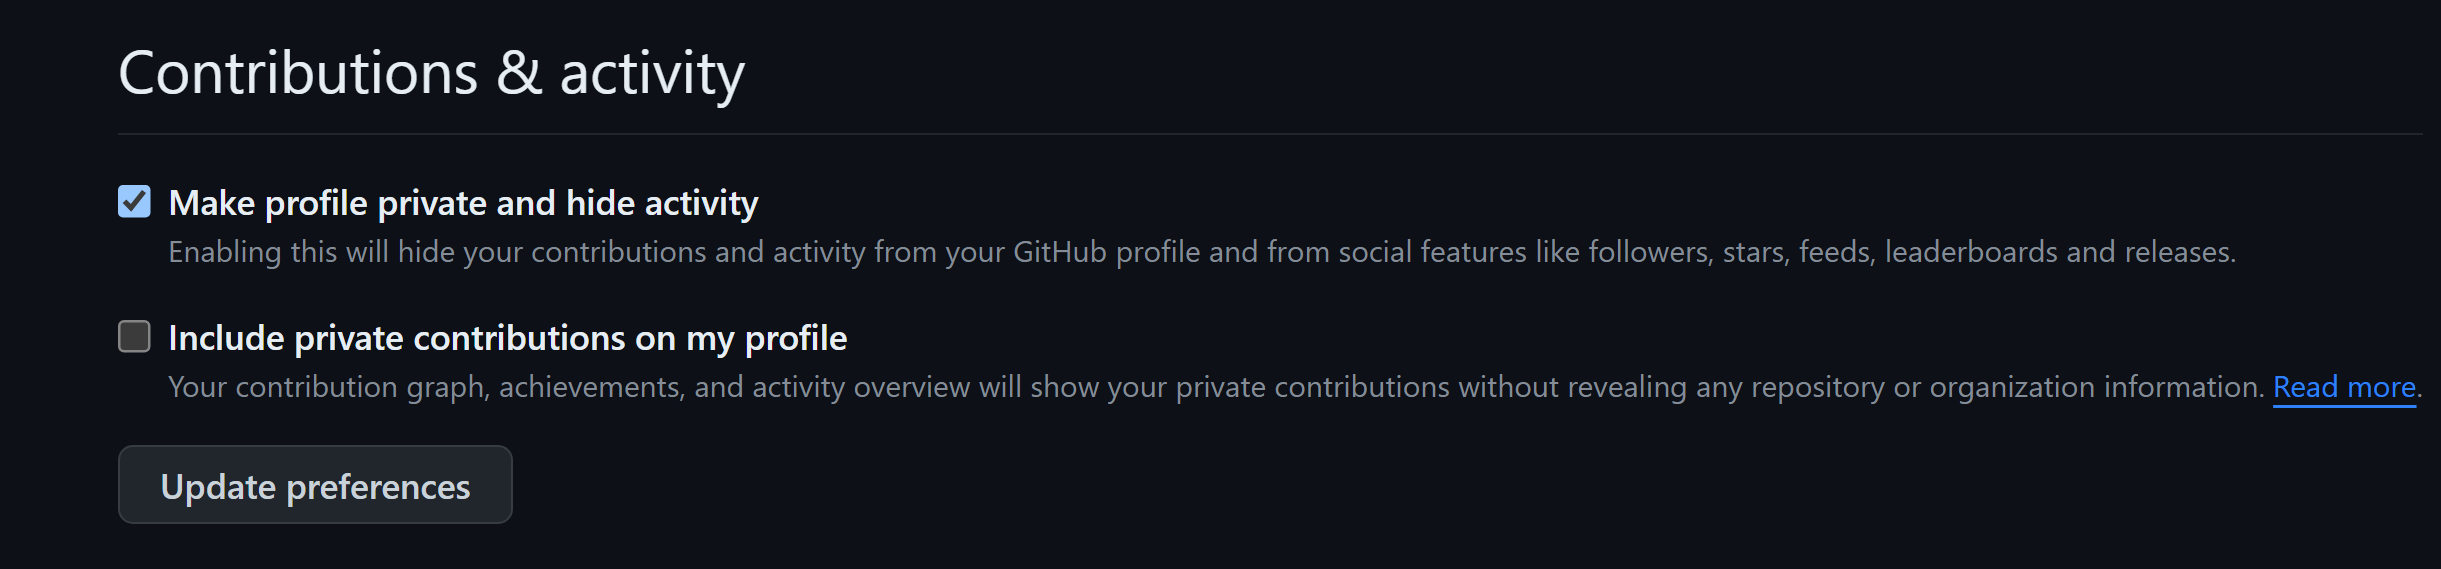 Contributions & activity
Make profile private and hide activity
Enabling this will hide your contributions and activity from your GitHub profile and from social features like followers, stars, feeds, leaderboards and releases.
Include private contributions on my profile
Your contribution graph, achievements, and activity overview will show your private contributions without revealing any repository or organization information. Read more.
Update preferences